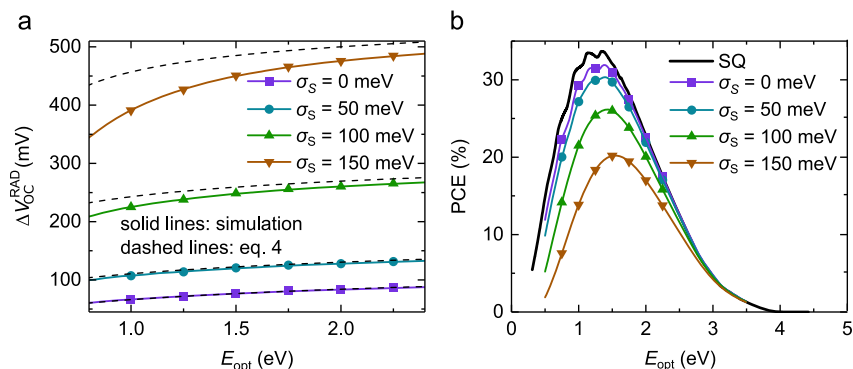 a
500
400
300
200
100
ΔV_OC^RAD (mV)
σ_S = 0 meV
σ_S = 50 meV
σ_S = 100 meV
σ_S = 150 meV
solid lines: simulation
dashed lines: eq. 4
1.0 1.5 2.0
E_opt (eV)
b
30
20
10
0
PCE (%)
SQ
σ_S = 0 meV
σ_S = 50 meV
σ_S = 100 meV
σ_S = 150 meV
0 1 2 3 4 5
E_opt (eV)